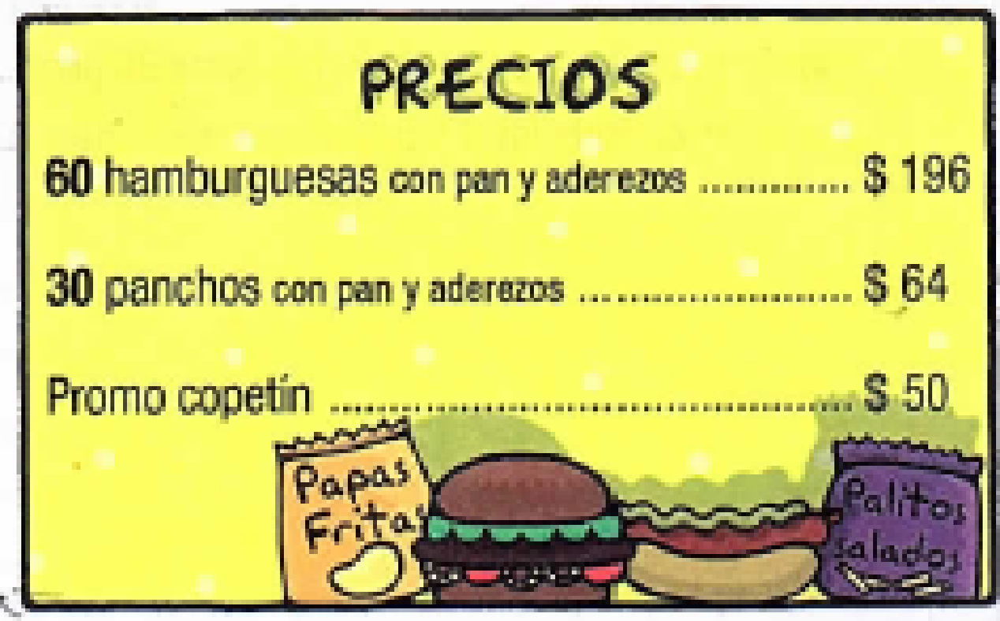 PRECIOS
60 hamburguesas con pan y aderezos ............. $ 196
30 panchos con pan y aderezos ........................ $ 64
Promo copetín .............................................. $ 50
Papas
Fritas
Palitos
salados